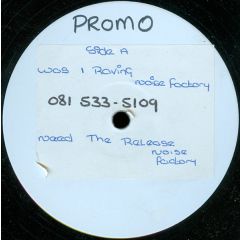 PROMO
Side A
Was I Raving
Noise Factory
081 533-5109
Need The Release
Noise
Factory